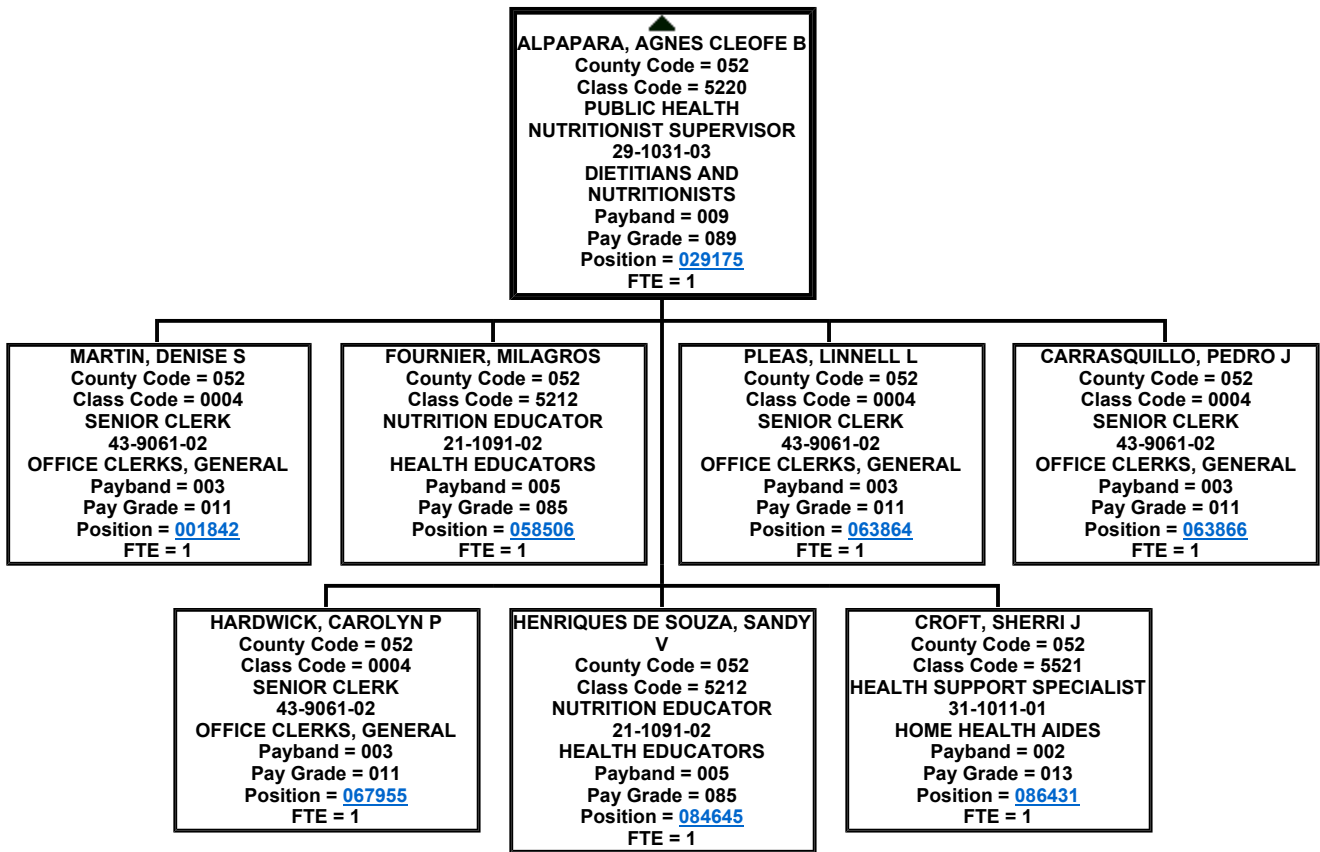 ALPAPARA, AGNES CLEOFE B
County Code = 052
Class Code = 5220
PUBLIC HEALTH
NUTRITIONIST SUPERVISOR
29-1031-03
DIETITIANS AND
NUTRITIONISTS
Payband = 009
Pay Grade = 089
Position = 029175
FTE = 1
MARTIN, DENISE S
County Code = 052
Class Code = 0004
SENIOR CLERK
43-9061-02
OFFICE CLERKS, GENERAL
Payband = 003
Pay Grade = 011
Position = 001842
FTE = 1
FOURNIER, MILAGROS
County Code = 052
Class Code = 5212
NUTRITION EDUCATOR
21-1091-02
HEALTH EDUCATORS
Payband = 005
Pay Grade = 085
Position = 058506
FTE = 1
PLEAS, LINNELL L
County Code = 052
Class Code = 0004
SENIOR CLERK
43-9061-02
OFFICE CLERKS, GENERAL
Payband = 003
Pay Grade = 011
Position = 063864
FTE = 1
CARRASQUILLO, PEDRO J
County Code = 052
Class Code = 0004
SENIOR CLERK
43-9061-02
OFFICE CLERKS, GENERAL
Payband = 003
Pay Grade = 011
Position = 063866
FTE = 1
HARDWICK, CAROLYN P
County Code = 052
Class Code = 0004
SENIOR CLERK
43-9061-02
OFFICE CLERKS, GENERAL
Payband = 003
Pay Grade = 011
Position = 067955
FTE = 1
HENRIQUES DE SOUZA, SANDY
V
County Code = 052
Class Code = 5212
NUTRITION EDUCATOR
21-1091-02
HEALTH EDUCATORS
Payband = 005
Pay Grade = 085
Position = 084645
FTE = 1
CROFT, SHERRI J
County Code = 052
Class Code = 5521
HEALTH SUPPORT SPECIALIST
31-1011-01
HOME HEALTH AIDES
Payband = 002
Pay Grade = 013
Position = 086431
FTE = 1